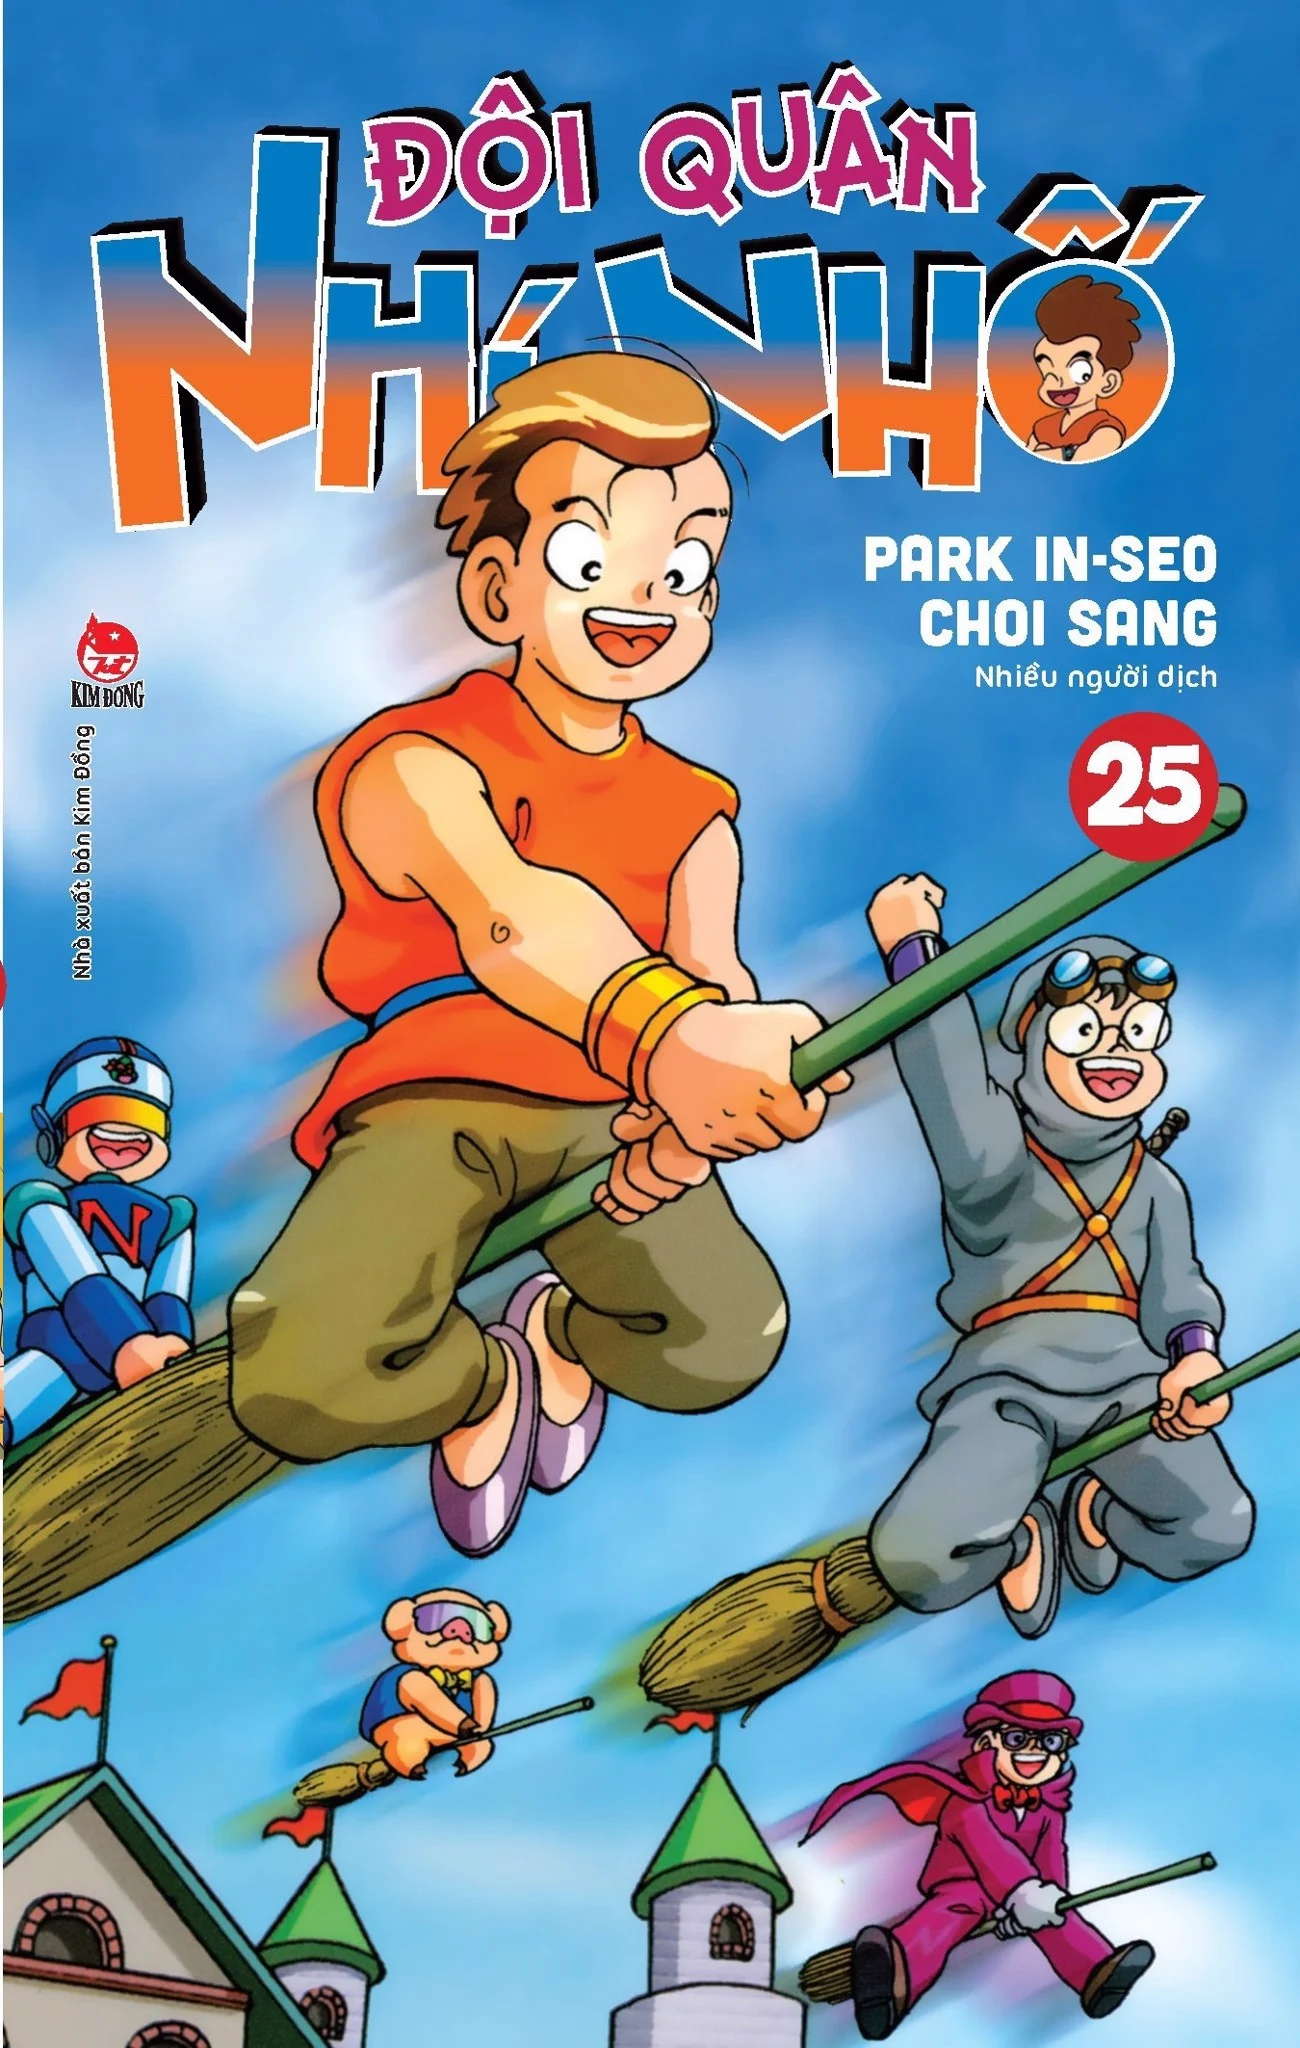 ĐỘI QUÂN
NHÍ NHỐ
PARK IN-SEO
CHOI SANG
Nhiều người dịch
25
KIM ĐỒNG
Nhà xuất bản Kim Đồng
N